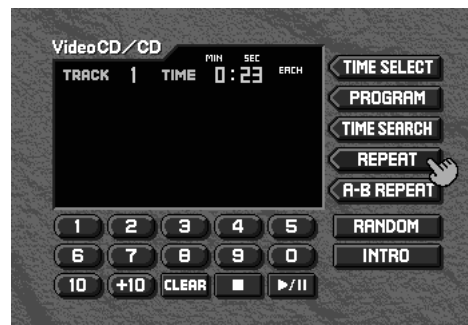 VideoCD/CD
MIN SEC
TRACK 1 TIME 0:23 EACH
TIME SELECT
PROGRAM
TIME SEARCH
REPEAT
A-B REPEAT
1 2 3 4 5
RANDOM
6 7 8 9 0
INTRO
10 +10 CLEAR ■ ▶/II